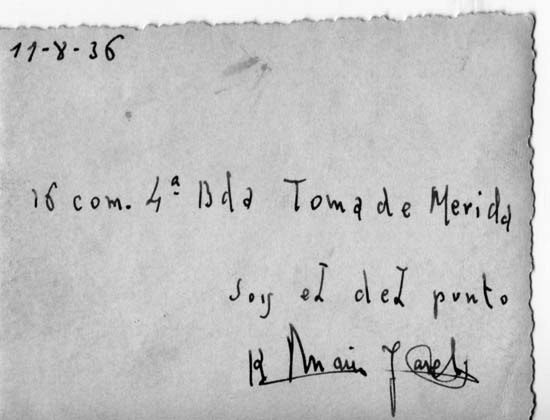 11-8-36
16 com. 4ª Bda Toma de Merida
soy el del punto
R